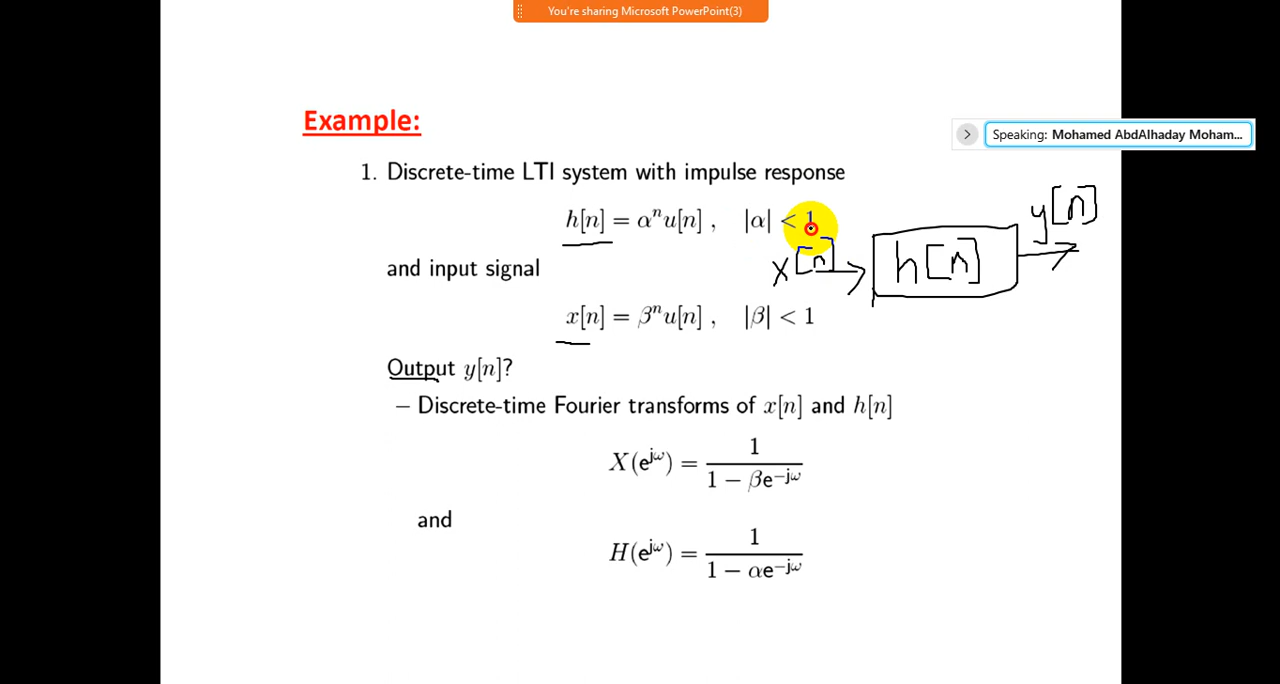 You're sharing Microsoft PowerPoint(3)
Example:
Speaking: Mohamed AbdAlhaday Moham...
1. Discrete-time LTI system with impulse response
h[n] = αⁿu[n] , |α| < 1
y[n]
and input signal
x[n]
h[n]
x[n] = βⁿu[n] , |β| < 1
Output y[n]?
– Discrete-time Fourier transforms of x[n] and h[n]
X(e^{jω}) = 1 / (1 − βe^{−jω})
and
H(e^{jω}) = 1 / (1 − αe^{−jω})